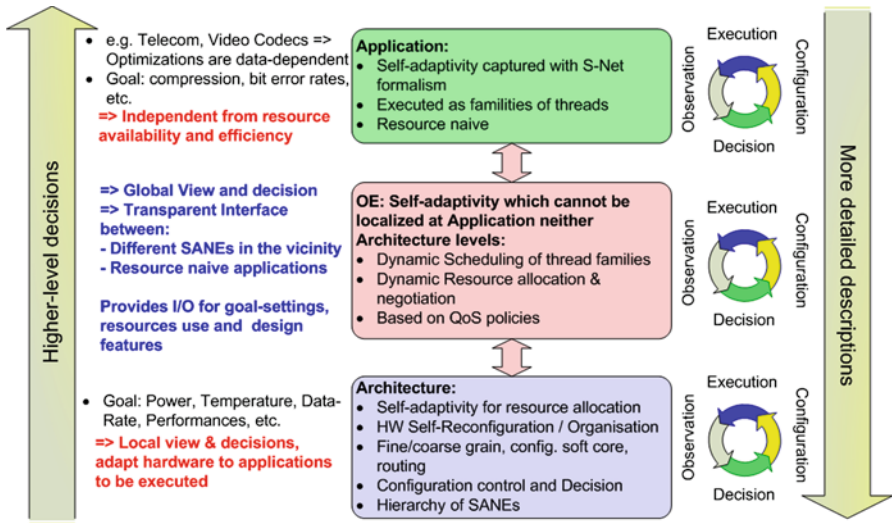 Higher-level decisions
• e.g. Telecom, Video Codecs =>
Optimizations are data-dependent
• Goal: compression, bit error rates,
etc.
=> Independent from resource
availability and efficiency
Application:
• Self-adaptivity captured with S-Net
formalism
• Executed as familities of threads
• Resource naive
Execution
Observation
Configuration
Decision
=> Global View and decision
=> Transparent Interface
between:
- Different SANEs in the vicinity
- Resource naive applications
Provides I/O for goal-settings,
resources use and design
features
OE: Self-adaptivity which cannot be
localized at Application neither
Architecture levels:
• Dynamic Scheduling of thread families
• Dynamic Resource allocation &
negotiation
• Based on QoS policies
Execution
Observation
Configuration
Decision
• Goal: Power, Temperature, Data-
Rate, Performances, etc.
=> Local view & decisions,
adapt hardware to applications
to be executed
Architecture:
• Self-adaptivity for resource allocation
• HW Self-Reconfiguration / Organisation
• Fine/coarse grain, config. soft core,
routing
• Configuration control and Decision
• Hierarchy of SANEs
Execution
Observation
Configuration
Decision
More detailed descriptions